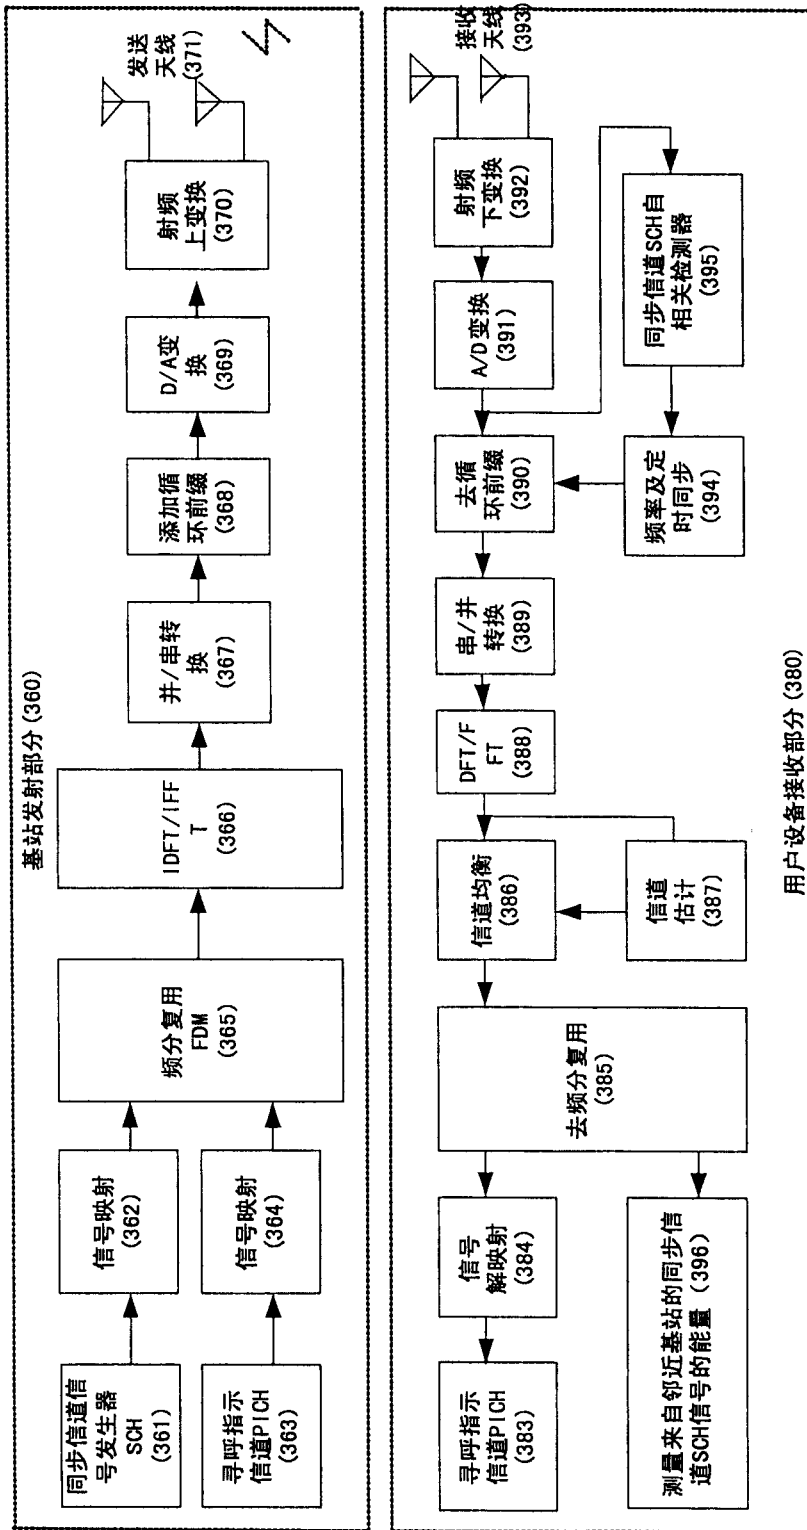 基站发射部分(360)
同步信道信
号发生器
SCH
(361)
信号映射
(362)
寻呼指示
信道PICH
(363)
信号映射
(364)
频分复用
FDM
(365)
IDFT/IFF
T
(366)
并/串转
换
(367)
添加循
环前缀
(368)
D/A变
换
(369)
射频
上变换
(370)
发送
天线
(371)
接收
天线
(393)
射频
下变换
(392)
A/D变换
(391)
去循
环前缀
(390)
同步信道SCH自
相关检测器
(395)
频率及定
时同步
(394)
串/并
转换
(389)
DFT/F
FT
(388)
信道均衡
(386)
信道
估计
(387)
去频分复用
(385)
信号
解映射
(384)
寻呼指示
信道PICH
(383)
测量来自邻近基站的同步信
道SCH信号的能量(396)
用户设备接收部分(380)